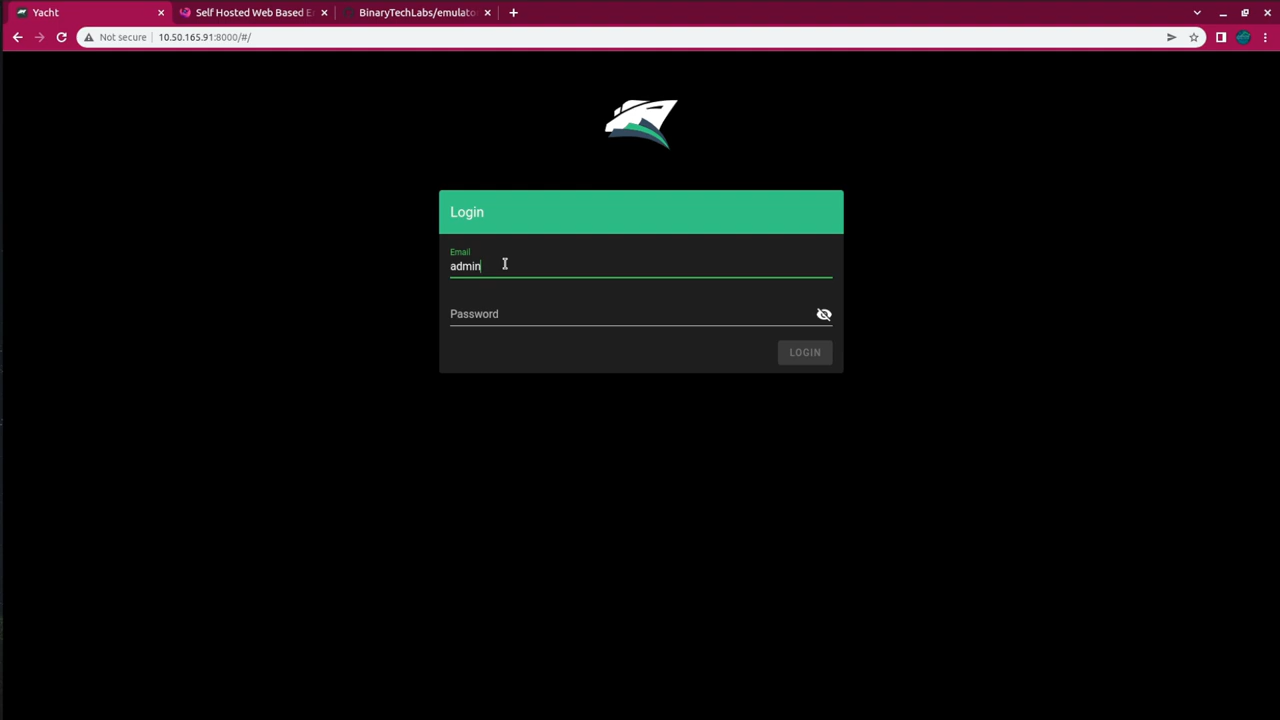 Yacht
Self Hosted Web Based E
BinaryTechLabs/emulato
Not secure
10.50.165.91:8000/#/
Login
Email
admin
Password
LOGIN